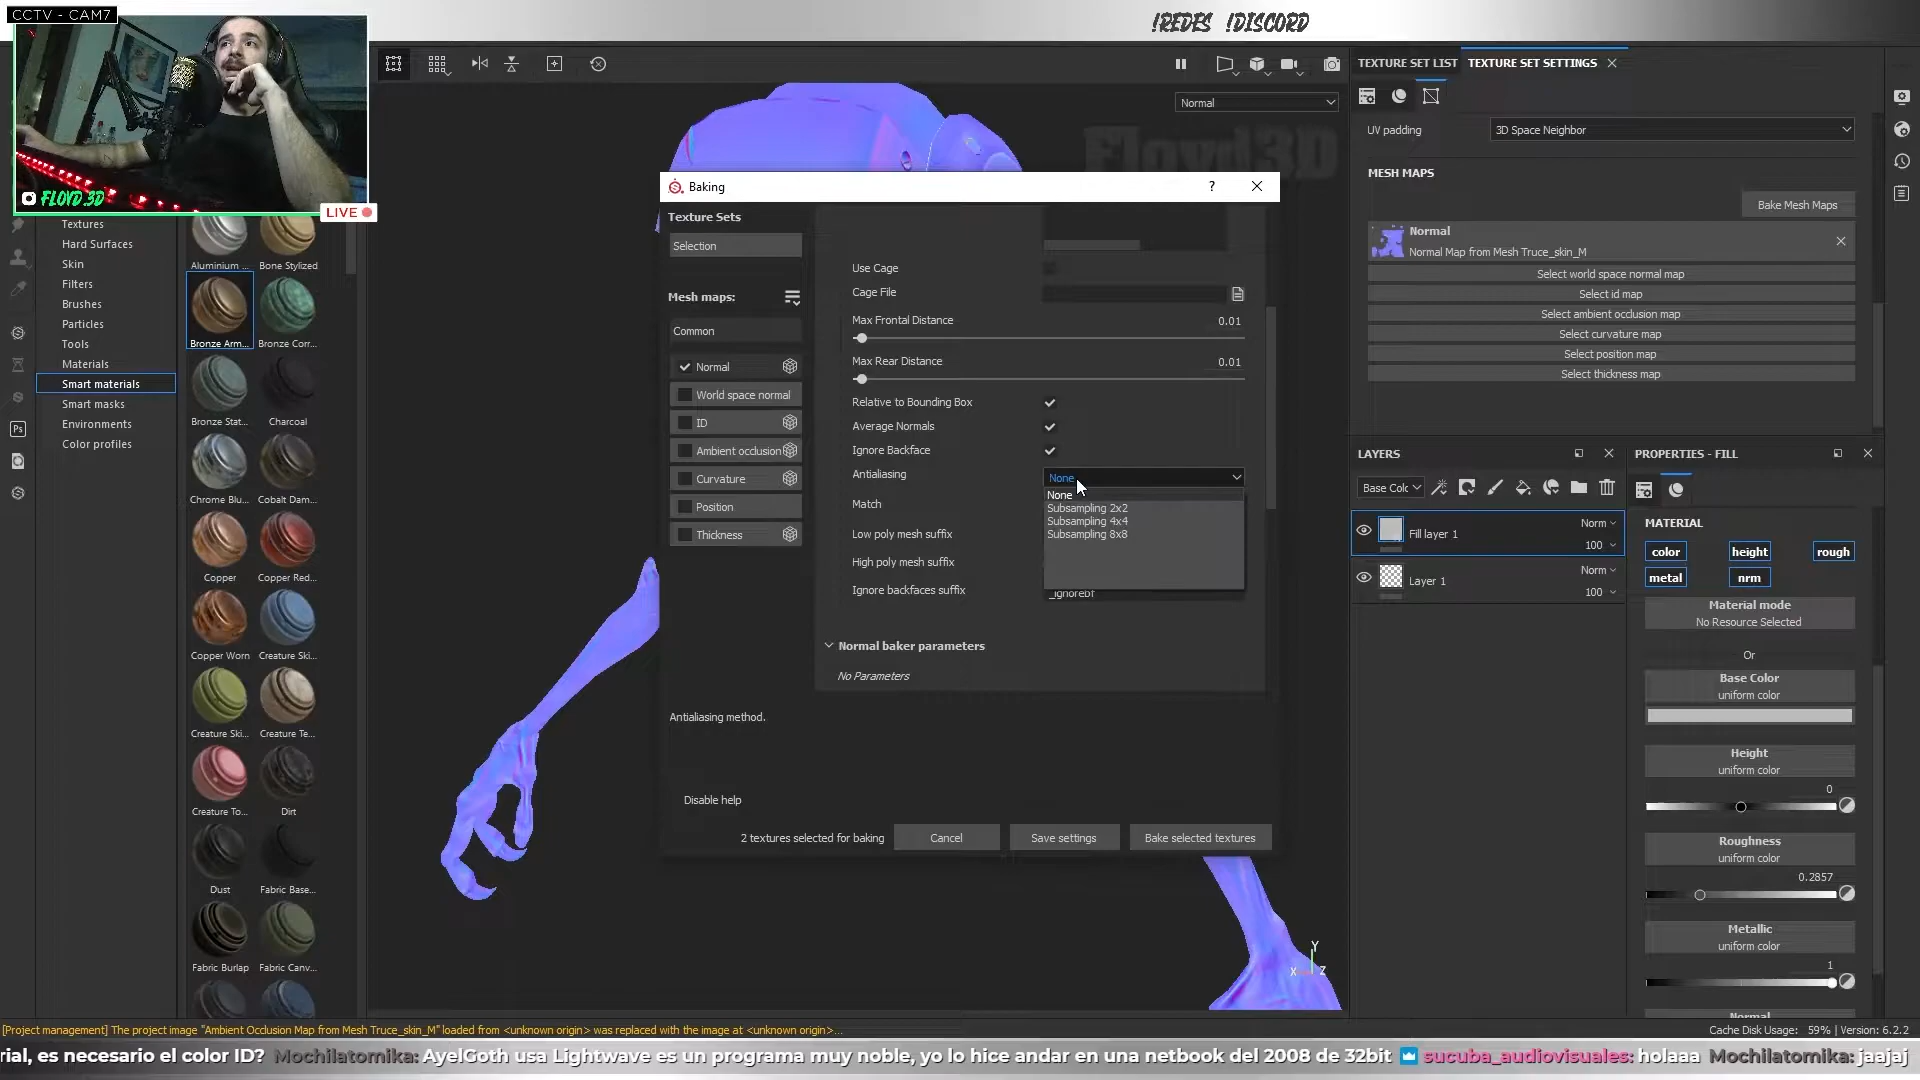 CCTV - CAM7
!REDES !DISCORD
FLOYD.3D
LIVE
Floyd3D
Textures
Hard Surfaces
Skin
Filters
Brushes
Particles
Tools
Materials
Smart materials
Smart masks
Environments
Color profiles
Aluminium ...
Bone Stylized
Bronze Arm...
Bronze Corr...
Bronze Stat...
Charcoal
Chrome Blu...
Cobalt Dam...
Copper
Copper Red...
Copper Worn
Creature Ski...
Creature Ski...
Creature Te...
Creature To...
Dirt
Dust
Fabric Base...
Fabric Burlap
Fabric Canv...
Ps
Normal
Baking
?
Texture Sets
Selection
Mesh maps:
Common
Normal
World space normal
ID
Ambient occlusion
Curvature
Position
Thickness
Use Cage
Cage File
Max Frontal Distance
0.01
Max Rear Distance
0.01
Relative to Bounding Box
Average Normals
Ignore Backface
Antialiasing
None
None
Subsampling 2x2
Subsampling 4x4
Subsampling 8x8
Match
Low poly mesh suffix
High poly mesh suffix
Ignore backfaces suffix
_ignorebf
Normal baker parameters
No Parameters
Antialiasing method.
Disable help
2 textures selected for baking
Cancel
Save settings
Bake selected textures
Y
X
Z
TEXTURE SET LIST
TEXTURE SET SETTINGS
UV padding
3D Space Neighbor
MESH MAPS
Bake Mesh Maps
Normal
Normal Map from Mesh Truce_skin_M
Select world space normal map
Select id map
Select ambient occlusion map
Select curvature map
Select position map
Select thickness map
LAYERS
Base Colo
Fill layer 1
Norm
100
Layer 1
Norm
100
PROPERTIES - FILL
MATERIAL
color
height
rough
metal
nrm
Material mode
No Resource Selected
Or
Base Color
uniform color
Height
uniform color
0
Roughness
uniform color
0.2857
Metallic
uniform color
1
Normal
[Project management] The project image "Ambient Occlusion Map from Mesh Truce_skin_M" loaded from <unknown origin> was replaced with the image at <unknown origin>...
Cache Disk Usage: 59% | Version: 6.2.2
rial, es necesario el color ID? Mochilatomika: AyelGoth usa Lightwave es un programa muy noble, yo lo hice andar en una netbook del 2008 de 32bit sucuba_audiovisuales: holaaa Mochilatomika: jaajaj